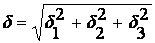 δ = √(δ₁² + δ₂² + δ₃²)